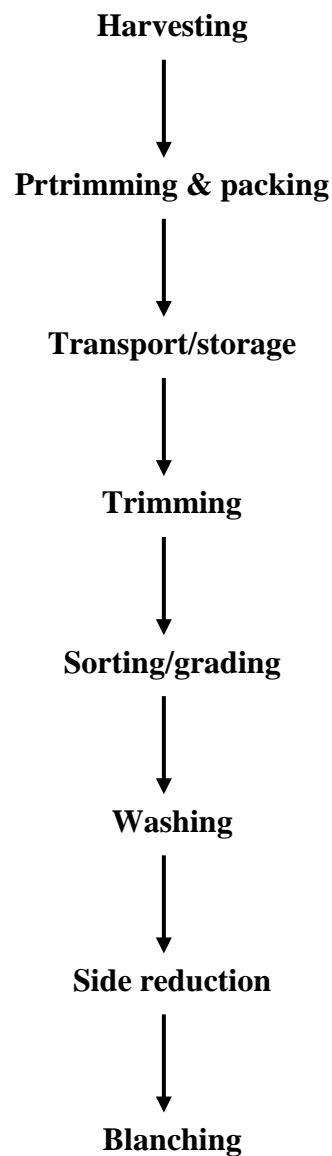 Harvesting
Prtrimming & packing
Transport/storage
Trimming
Sorting/grading
Washing
Side reduction
Blanching